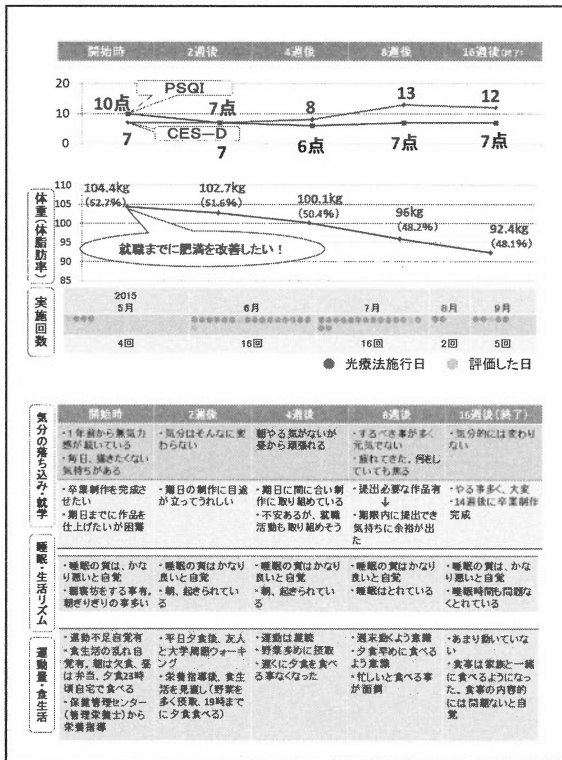 開始時 2週後 4週後 8週後 16週後(終了)
20
10
0
PSQI
10点 7点 8 13 12
CES-D
7 7 6点 7点 7点
体重(体脂肪率)
110
105
100
95
90
85
104.4kg
(52.7%)
102.7kg
(51.6%)
100.1kg
(50.4%)
96kg
(48.2%)
92.4kg
(48.1%)
就職までに肥満を改善したい!
実施回数
2015
5月 6月 7月 8月 9月
4回 16回 16回 2回 5回
● 光療法施行日 ● 評価した日
開始時 2週後 4週後 8週後 16週後(終了)
気分の落ち込み・就学
・1年前から無気力
感が続いている
・毎日、描きたくない
気持ちがある
・気分はそんなに変
わらない
朝やる気がないが
昼から頑張れる
・するべき事が多く
元気でない
・疲れてきた。何をし
ていても焦る
・気分的には変わり
ない
・卒業制作を完成さ
せたい
・期日までに作品を
仕上げたいが困難
・期日の制作に目途
が立ってうれしい
・期日に間に合い制作
に取り組めている
・不安あるが、就職
活動も取り組めそう
・提出必要な作品有
↓
・期限内に提出でき
気持ちに余裕が出
た
・やる事多く、大変
・14週後に卒業制作
完成
睡眠・生活リズム
・睡眠の質は、かな
り悪いと自覚
・朝寝坊をする事有、
朝ぎりぎりの事多い
・睡眠の質はかなり
良いと自覚
・朝、起きられてい
る
・睡眠の質はかなり
良いと自覚
・朝、起きられてい
る
・睡眠の質はかなり
良いと自覚
・睡眠はとれている
・睡眠の質は、かな
り悪いと自覚
・睡眠時間も問題な
くとれている
運動量・食生活
・運動不足自覚有
・食生活の乱れ自
覚有。朝は欠食、昼
は弁当、夕食23時
頃自宅で食べる
・保健管理センター
(管理栄養士)から
栄養指導
・平日夕食後、友人
と大学周囲ウォーキ
ング
・栄養指導後、食生
活を見直し(野菜を
多く摂取、19時まで
に夕食食べる)
・運動は継続
・野菜多めに摂取
・遅くに夕食を食べ
る事なくなった
・週末動くよう意識
・夕食早めに食べる
よう意識
・忙しいと食べる事
が面倒
・あまり動いていな
い
・食事は家族と一緒
に食べるようになっ
た。食事の内容的
には問題ないと自
覚